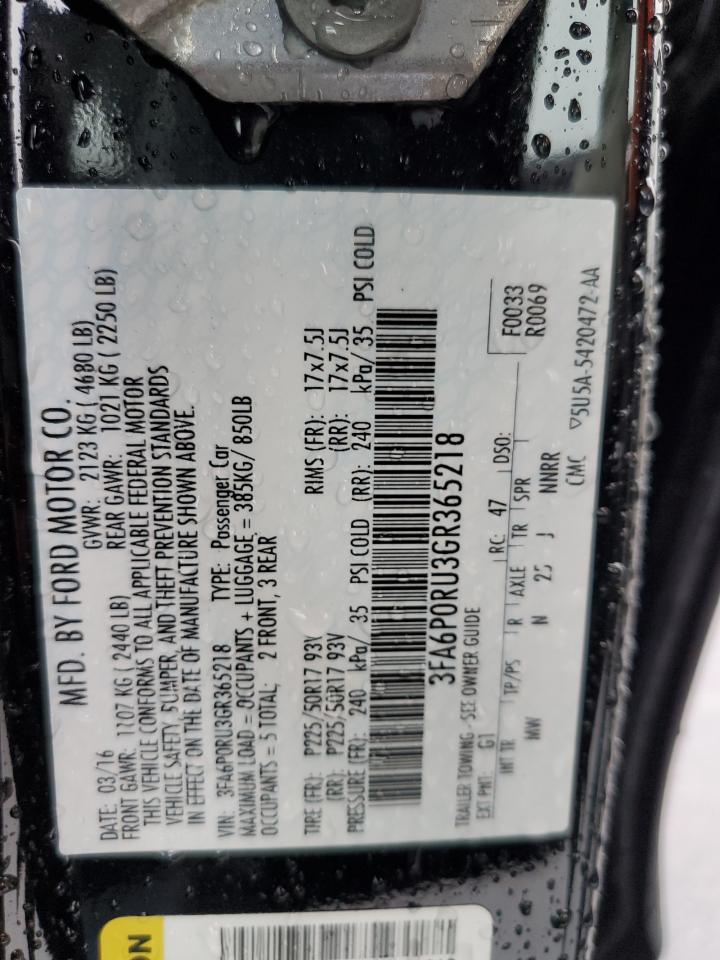 MFD. BY FORD MOTOR CO.
DATE: 03/16 GVWR: 2123 KG ( 4680 LB)
FRONT GAWR: 1107 KG ( 2440 LB) REAR GAWR: 1021 KG ( 2250 LB)
THIS VEHICLE CONFORMS TO ALL APPLICABLE FEDERAL MOTOR
VEHICLE SAFETY, BUMPER, AND THEFT PREVENTION STANDARDS
IN EFFECT ON THE DATE OF MANUFACTURE SHOWN ABOVE.
VIN: 3FA6P0RU3GR365218 TYPE: Passenger Car
MAXIMUM LOAD = OCCUPANTS + LUGGAGE = 385KG/ 850LB
OCCUPANTS = 5 TOTAL: 2 FRONT, 3 REAR
TIRE (FR): P225/50R17 93V RIMS (FR): 17x7.5J
(RR): P225/50R17 93V (RR): 17x7.5J
PRESSURE (FR): 240 kPa/ 35 PSI COLD (RR): 240 kPa/ 35 PSI COLD
3FA6P0RU3GR365218
TRAILER TOWING - SEE OWNER GUIDE
F0033
R0069
EXT PNT: G1 RC: 47 DSO:
INT TR TP/PS R AXLE TR SPR
MW N J NNRR
CMC ▽5U5A-5420472-AA
ON